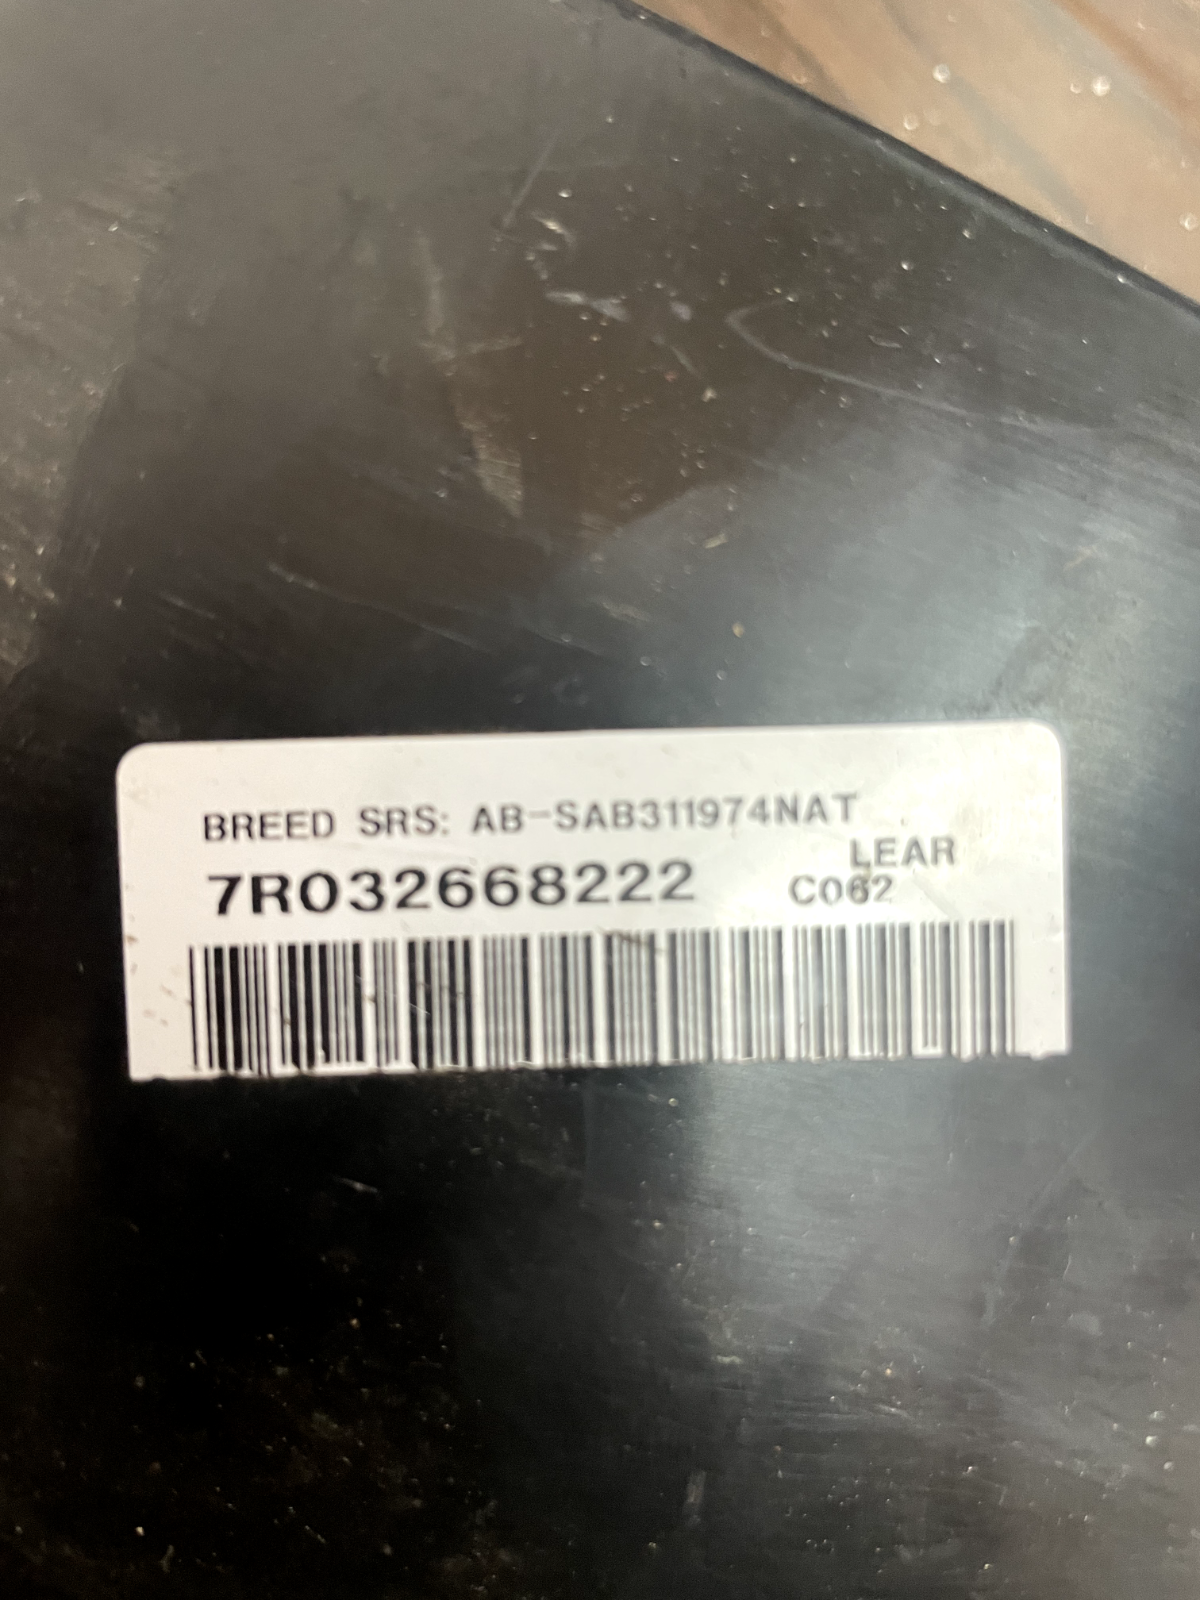 BREED SRS: AB-SAB311974NAT
LEAR
7R032668222 C062